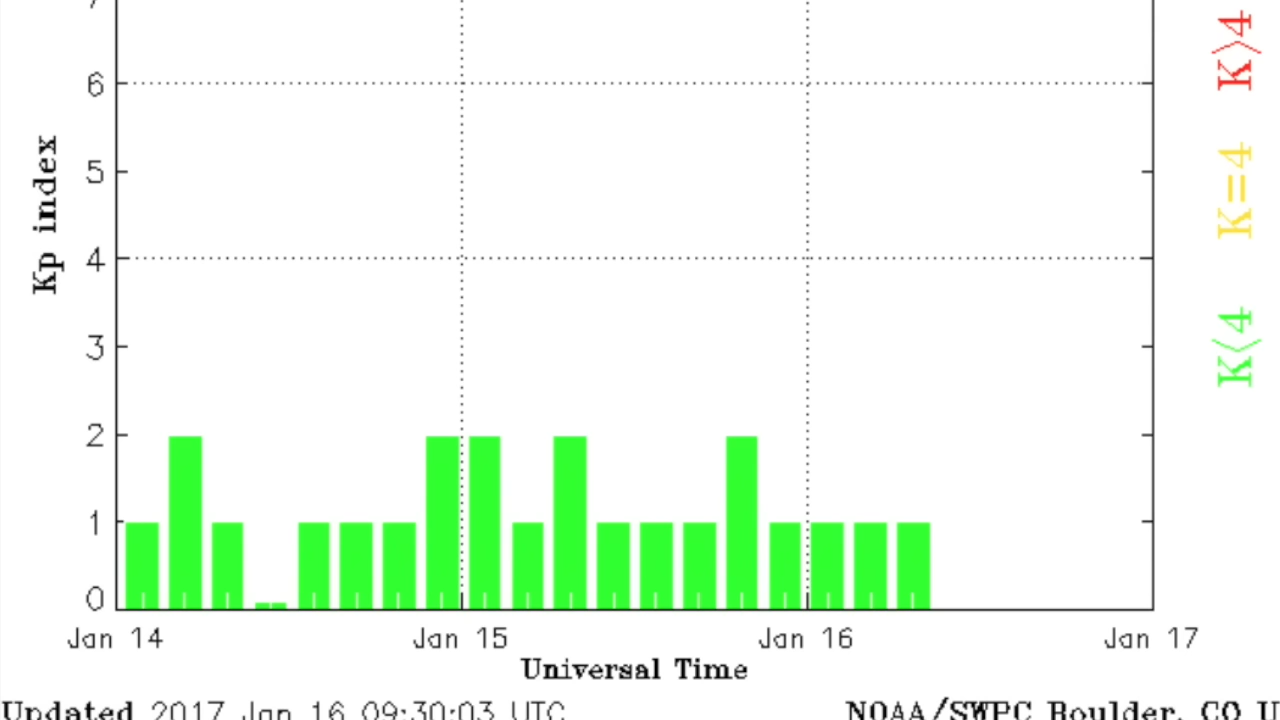 7
6
5
4
3
2
1
0
Kp index
K>4
K=4
K<4
Jan 14 Jan 15 Jan 16 Jan 17
Universal Time
Updated 2017 Jan 16 09:30:03 UTC NOAA/SWPC Boulder, CO U